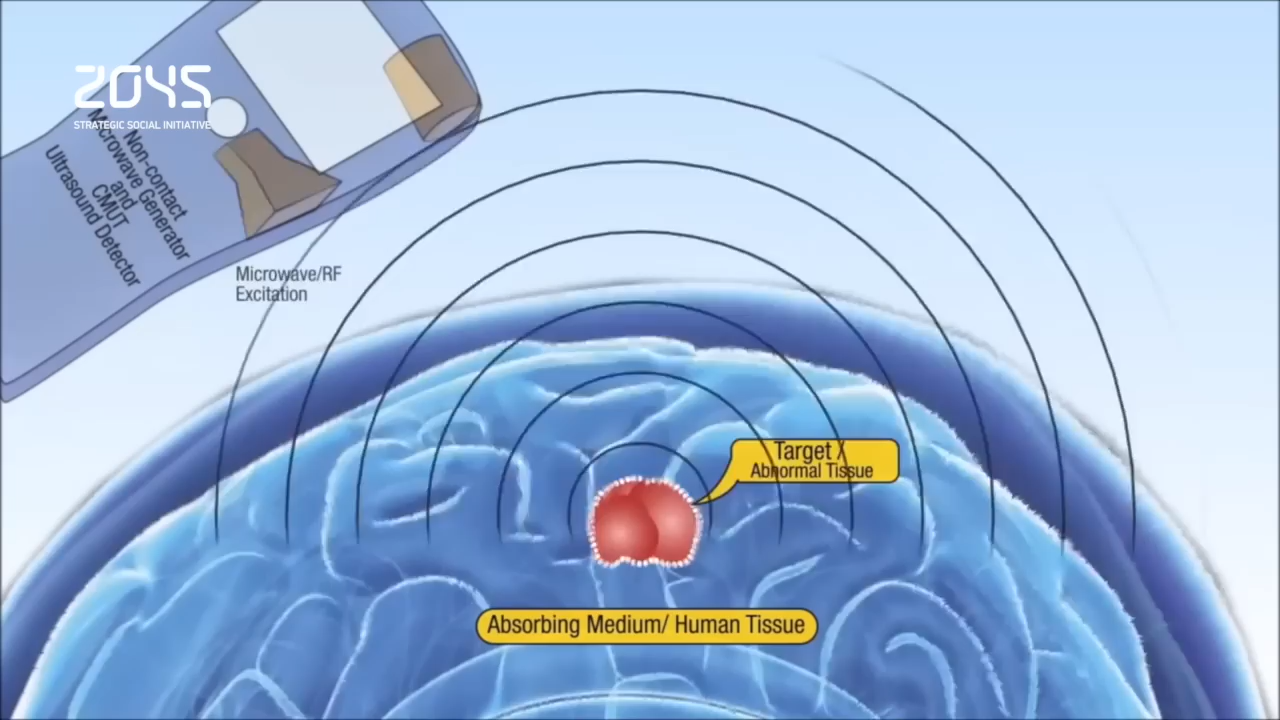 2045
STRATEGIC SOCIAL INITIATIVE
Non-contact
Microwave Generator
and
CMUT
Ultrasound Detector
Microwave/RF
Excitation
Target /
Abnormal Tissue
Absorbing Medium/ Human Tissue